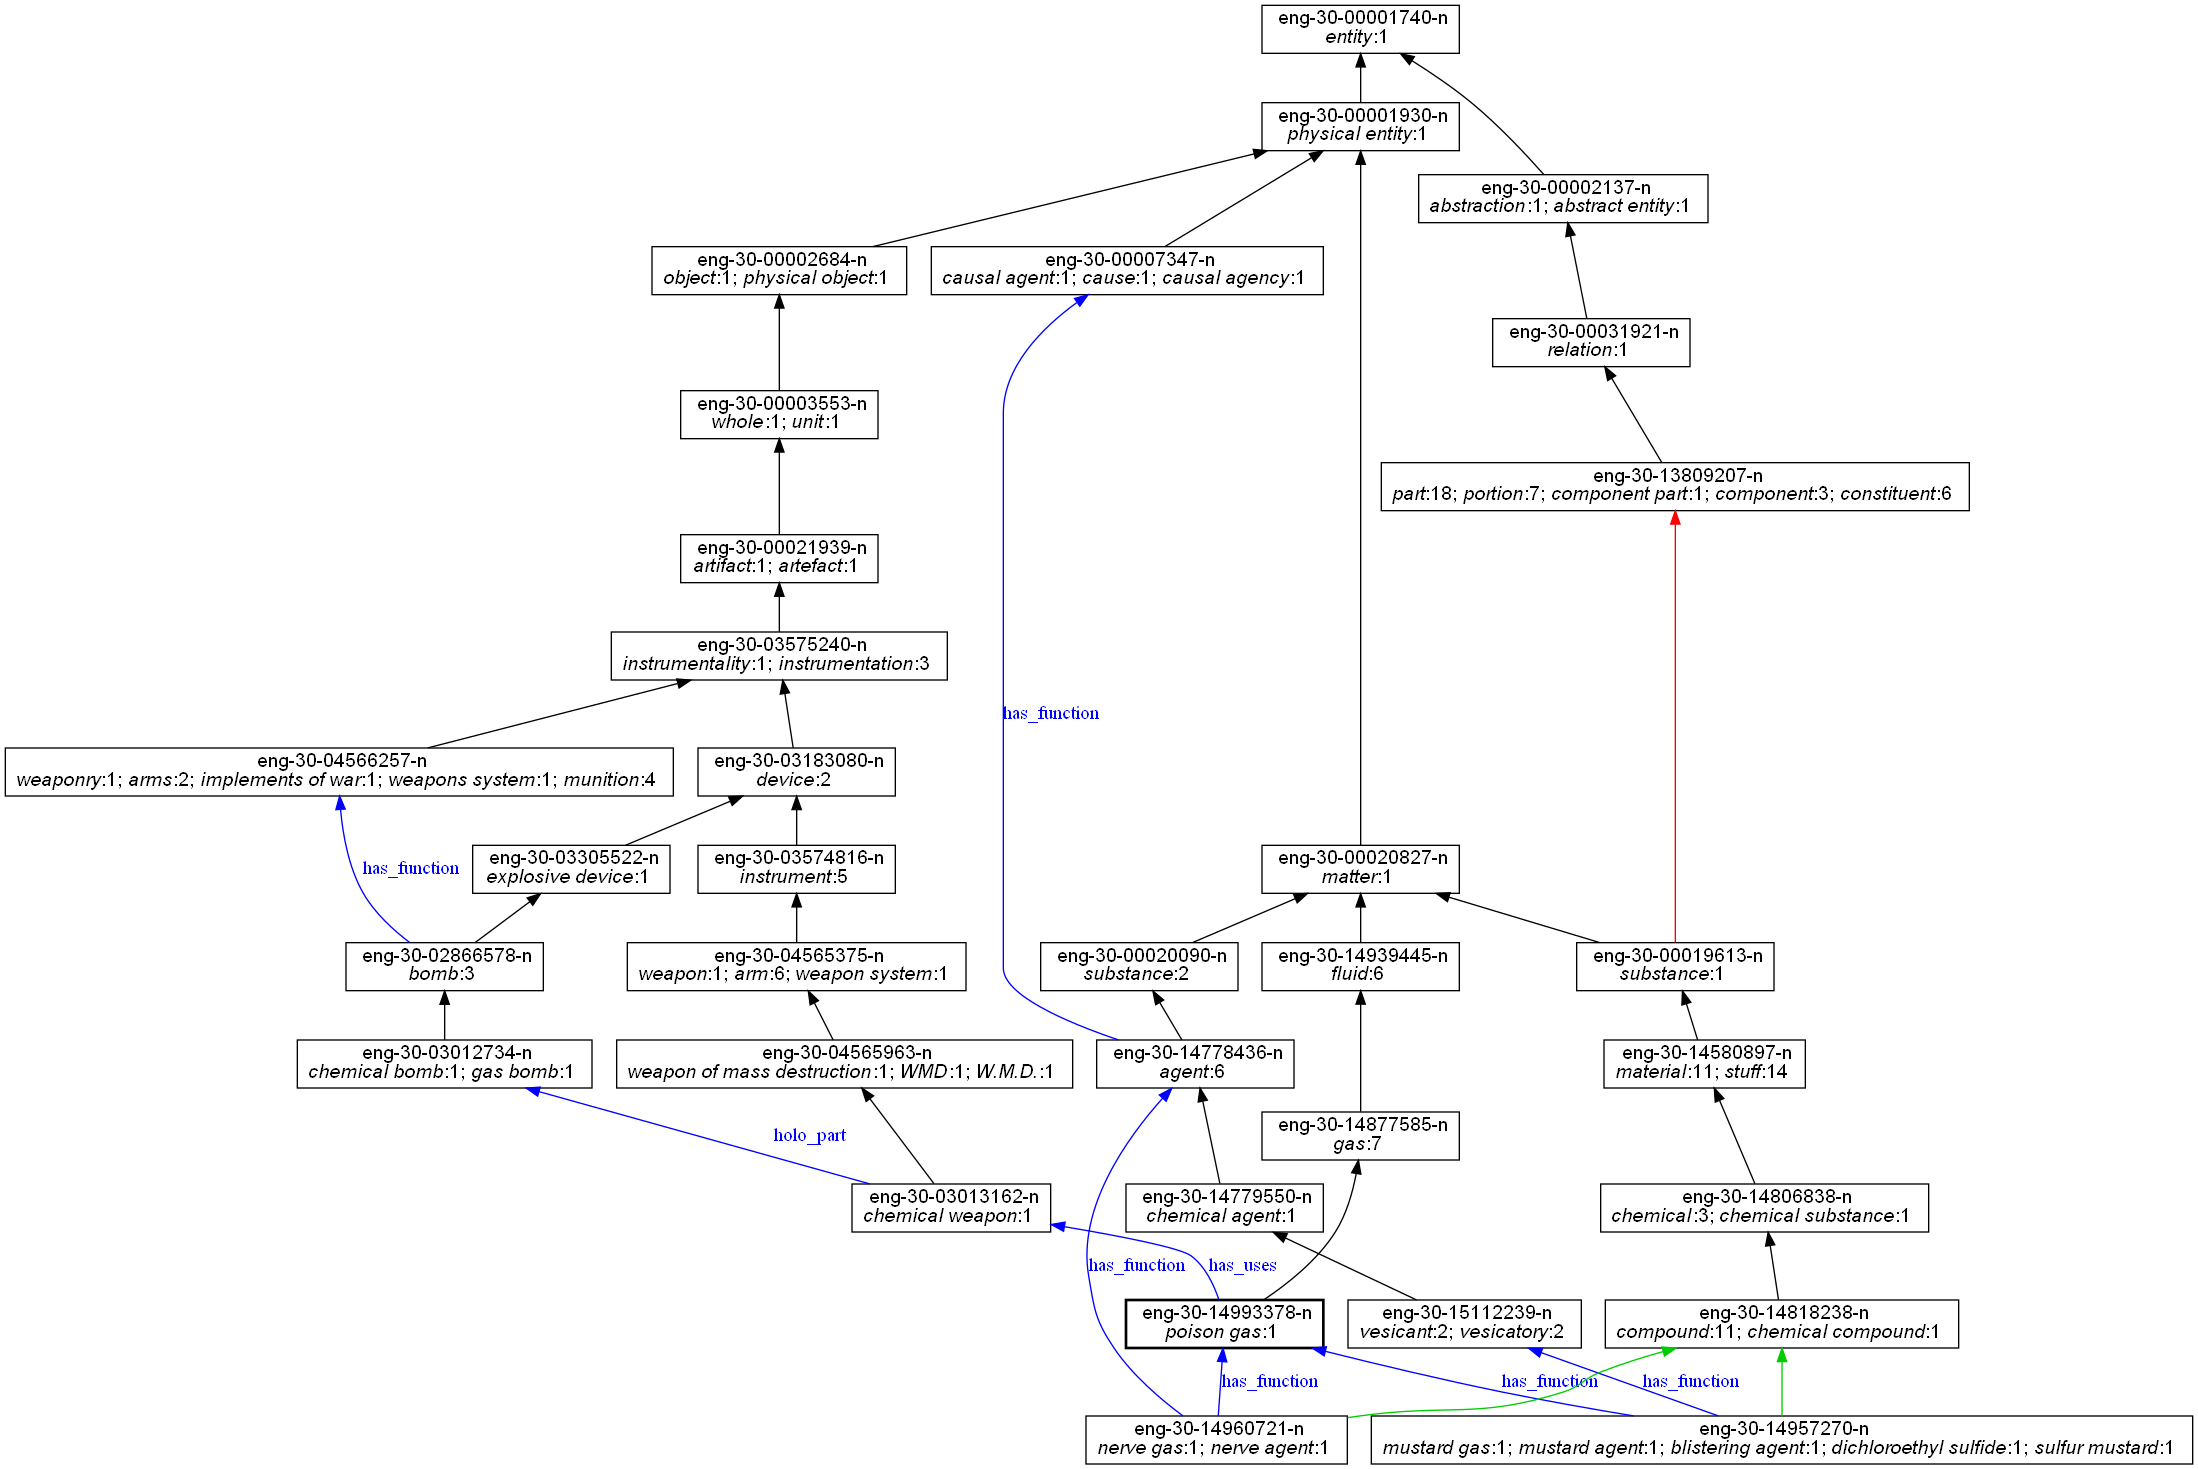 eng-30-00001740-n
entity:1
eng-30-00001930-n
physical entity:1
eng-30-00002137-n
abstraction:1; abstract entity:1
eng-30-00002684-n
object:1; physical object:1
eng-30-00007347-n
causal agent:1; cause:1; causal agency:1
eng-30-00031921-n
relation:1
eng-30-00003553-n
whole:1; unit:1
eng-30-13809207-n
part:18; portion:7; component part:1; component:3; constituent:6
eng-30-00021939-n
artifact:1; artefact:1
eng-30-03575240-n
instrumentality:1; instrumentation:3
has_function
eng-30-04566257-n
weaponry:1; arms:2; implements of war:1; weapons system:1; munition:4
eng-30-03183080-n
device:2
has_function
eng-30-03305522-n
explosive device:1
eng-30-03574816-n
instrument:5
eng-30-00020827-n
matter:1
eng-30-02866578-n
bomb:3
eng-30-04565375-n
weapon:1; arm:6; weapon system:1
eng-30-00020090-n
substance:2
eng-30-14939445-n
fluid:6
eng-30-00019613-n
substance:1
eng-30-03012734-n
chemical bomb:1; gas bomb:1
eng-30-04565963-n
weapon of mass destruction:1; WMD:1; W.M.D.:1
eng-30-14778436-n
agent:6
eng-30-14580897-n
material:11; stuff:14
holo_part
eng-30-14877585-n
gas:7
eng-30-03013162-n
chemical weapon:1
eng-30-14779550-n
chemical agent:1
eng-30-14806838-n
chemical:3; chemical substance:1
has_function
has_uses
eng-30-14993378-n
poison gas:1
eng-30-15112239-n
vesicant:2; vesicatory:2
eng-30-14818238-n
compound:11; chemical compound:1
has_function
has_function
has_function
eng-30-14960721-n
nerve gas:1; nerve agent:1
eng-30-14957270-n
mustard gas:1; mustard agent:1; blistering agent:1; dichloroethyl sulfide:1; sulfur mustard:1